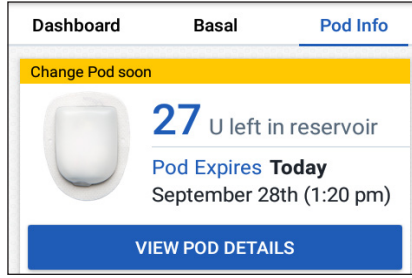 Dashboard Basal Pod Info
Change Pod soon
27 U left in reservoir
Pod Expires Today
September 28th (1:20 pm)
VIEW POD DETAILS